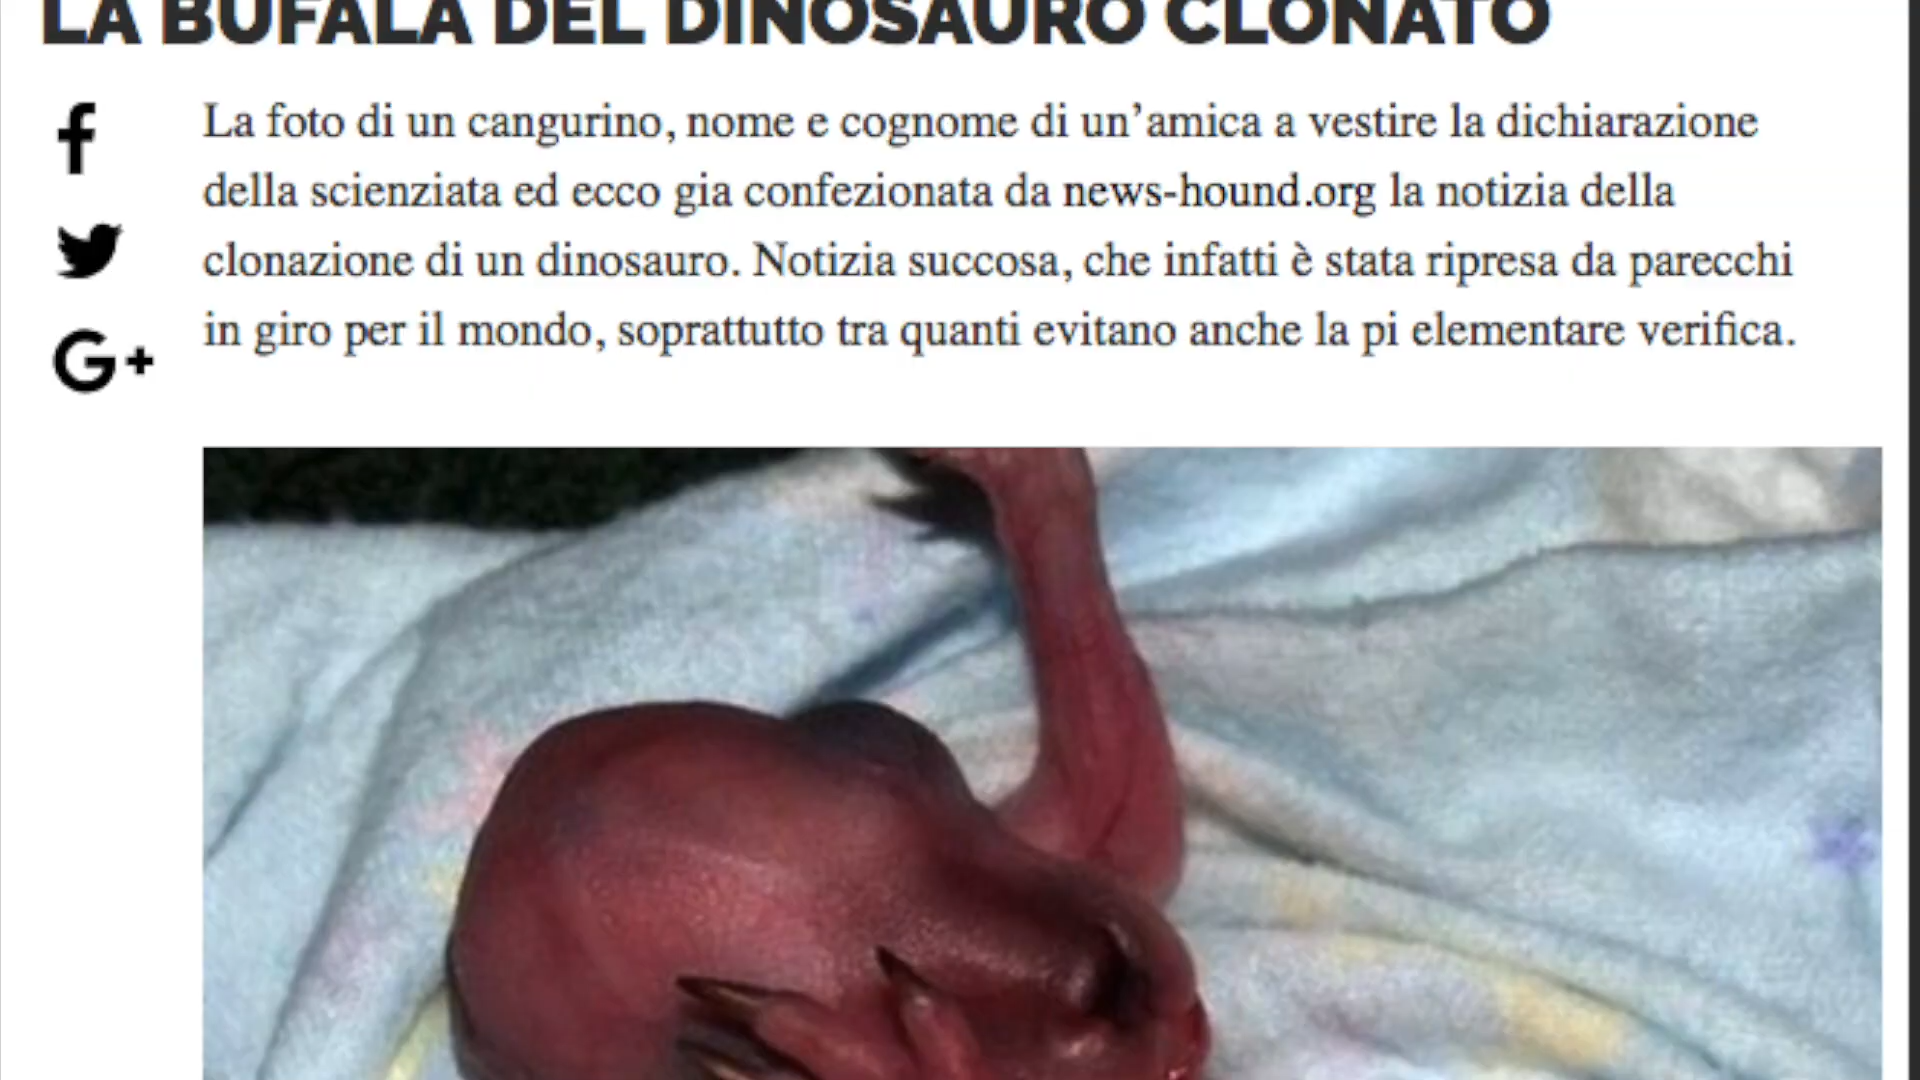 LA BUFALA DEL DINOSAURO CLONATO
La foto di un cangurino, nome e cognome di un’amica a vestire la dichiarazione
della scienziata ed ecco gia confezionata da news-hound.org la notizia della
clonazione di un dinosauro. Notizia succosa, che infatti è stata ripresa da parecchi
in giro per il mondo, soprattutto tra quanti evitano anche la pi elementare verifica.
G+